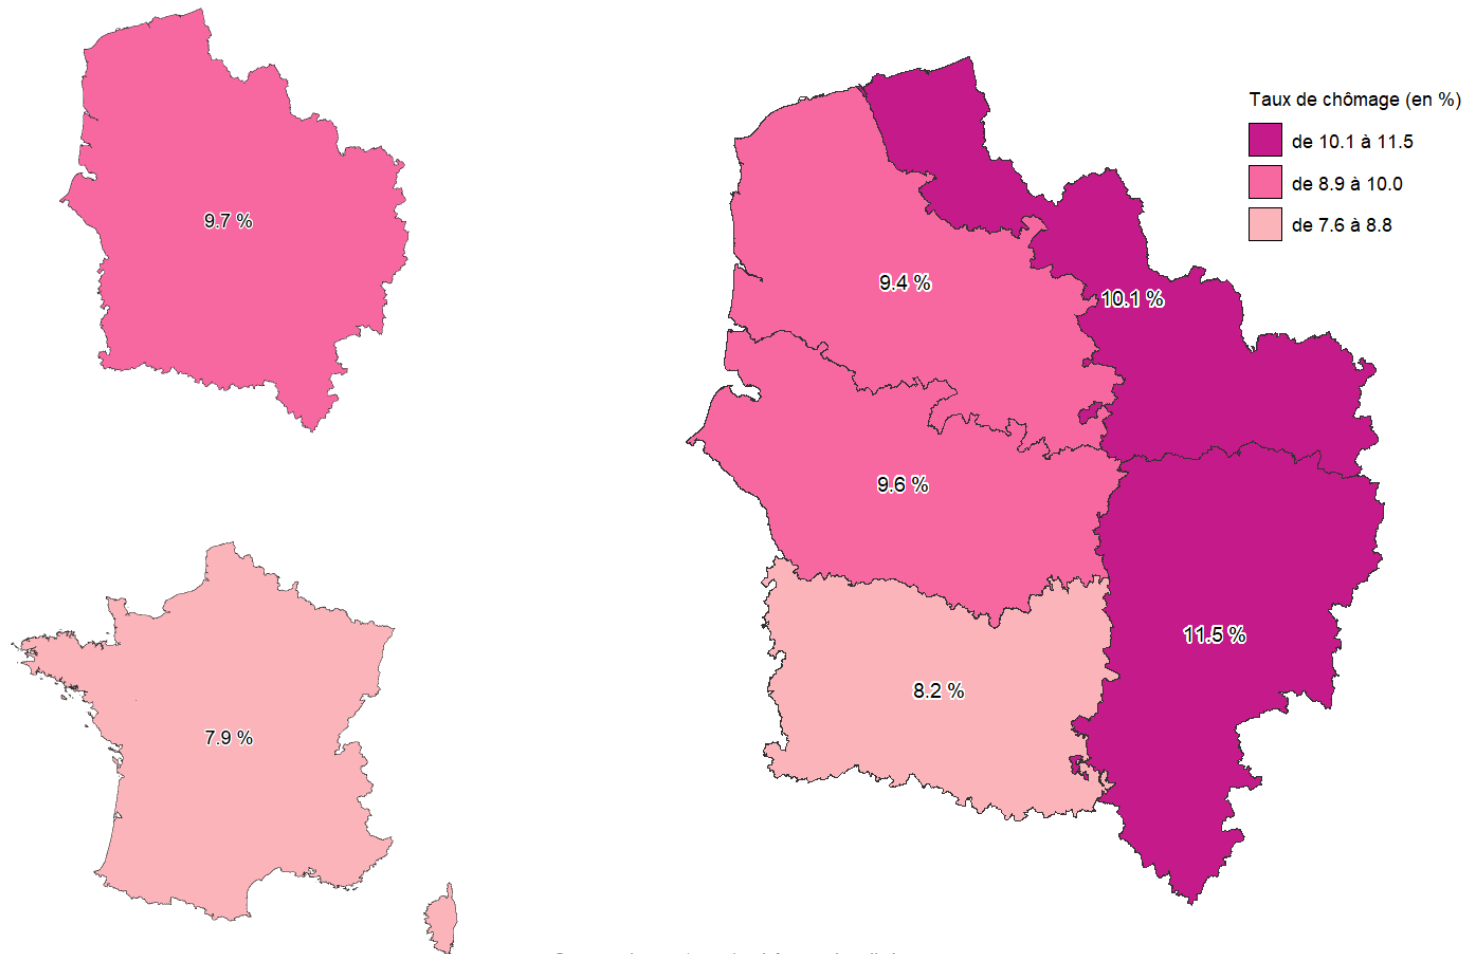 Taux de chômage (en %)
de 10.1 à 11.5
de 8.9 à 10.0
de 7.6 à 8.8
9.7 %
9.4 %
10.1 %
9.6 %
11.5 %
8.2 %
7.9 %